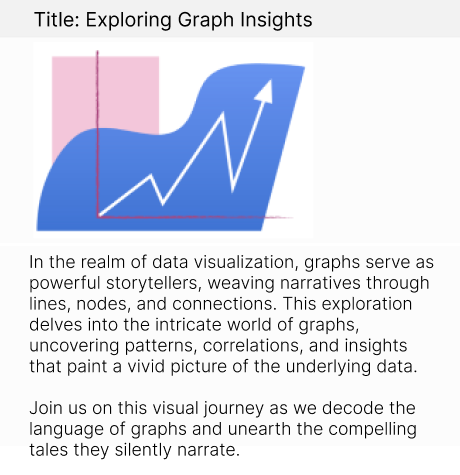 Title: Exploring Graph Insights
In the realm of data visualization, graphs serve as
powerful storytellers, weaving narratives through
lines, nodes, and connections. This exploration
delves into the intricate world of graphs,
uncovering patterns, correlations, and insights
that paint a vivid picture of the underlying data.
Join us on this visual journey as we decode the
language of graphs and unearth the compelling
tales they silently narrate.